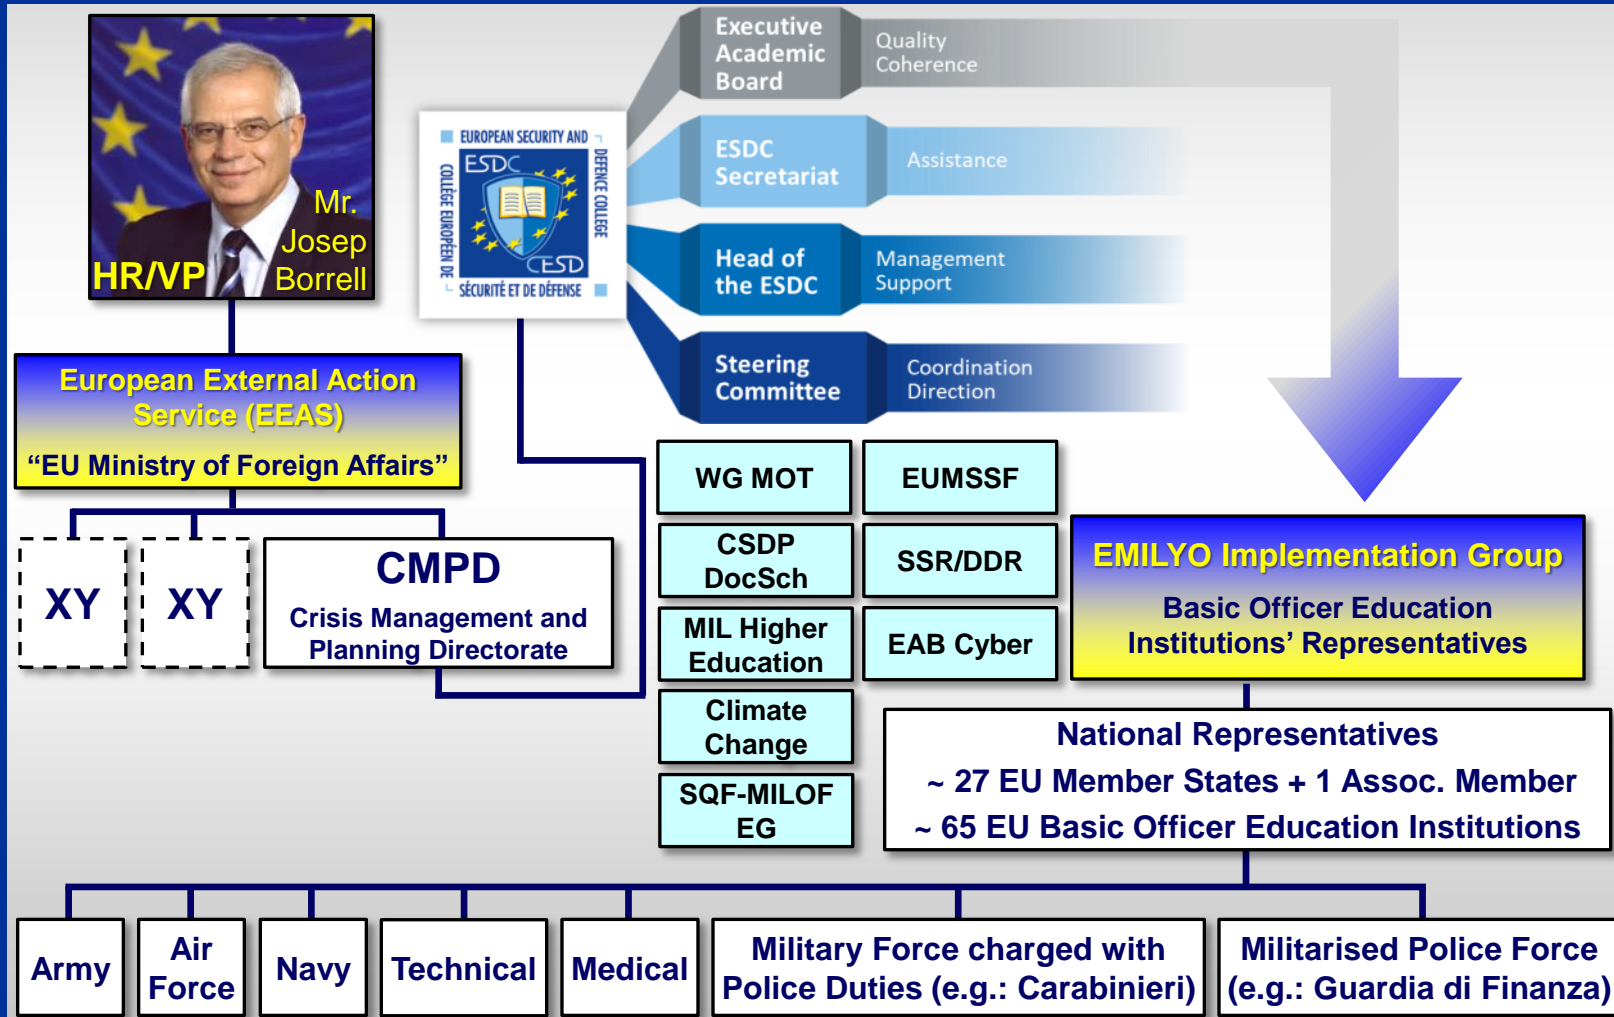 Mr.
Josep
Borrell
HR/VP
European External Action
Service (EEAS)
“EU Ministry of Foreign Affairs”
XY
XY
CMPD
Crisis Management and
Planning Directorate
EUROPEAN SECURITY AND
DEFENCE COLLEGE
COLLÈGE EUROPÉEN DE
SÉCURITÉ ET DE DÉFENSE
ESDC
CESD
Executive
Academic
Board
Quality
Coherence
ESDC
Secretariat
Assistance
Head of
the ESDC
Management
Support
Steering
Committee
Coordination
Direction
WG MOT
EUMSSF
CSDP
DocSch
SSR/DDR
MIL Higher
Education
EAB Cyber
Climate
Change
SQF-MILOF
EG
EMILYO Implementation Group
Basic Officer Education
Institutions’ Representatives
National Representatives
~ 27 EU Member States + 1 Assoc. Member
~ 65 EU Basic Officer Education Institutions
Army
Air
Force
Navy
Technical
Medical
Military Force charged with
Police Duties (e.g.: Carabinieri)
Militarised Police Force
(e.g.: Guardia di Finanza)